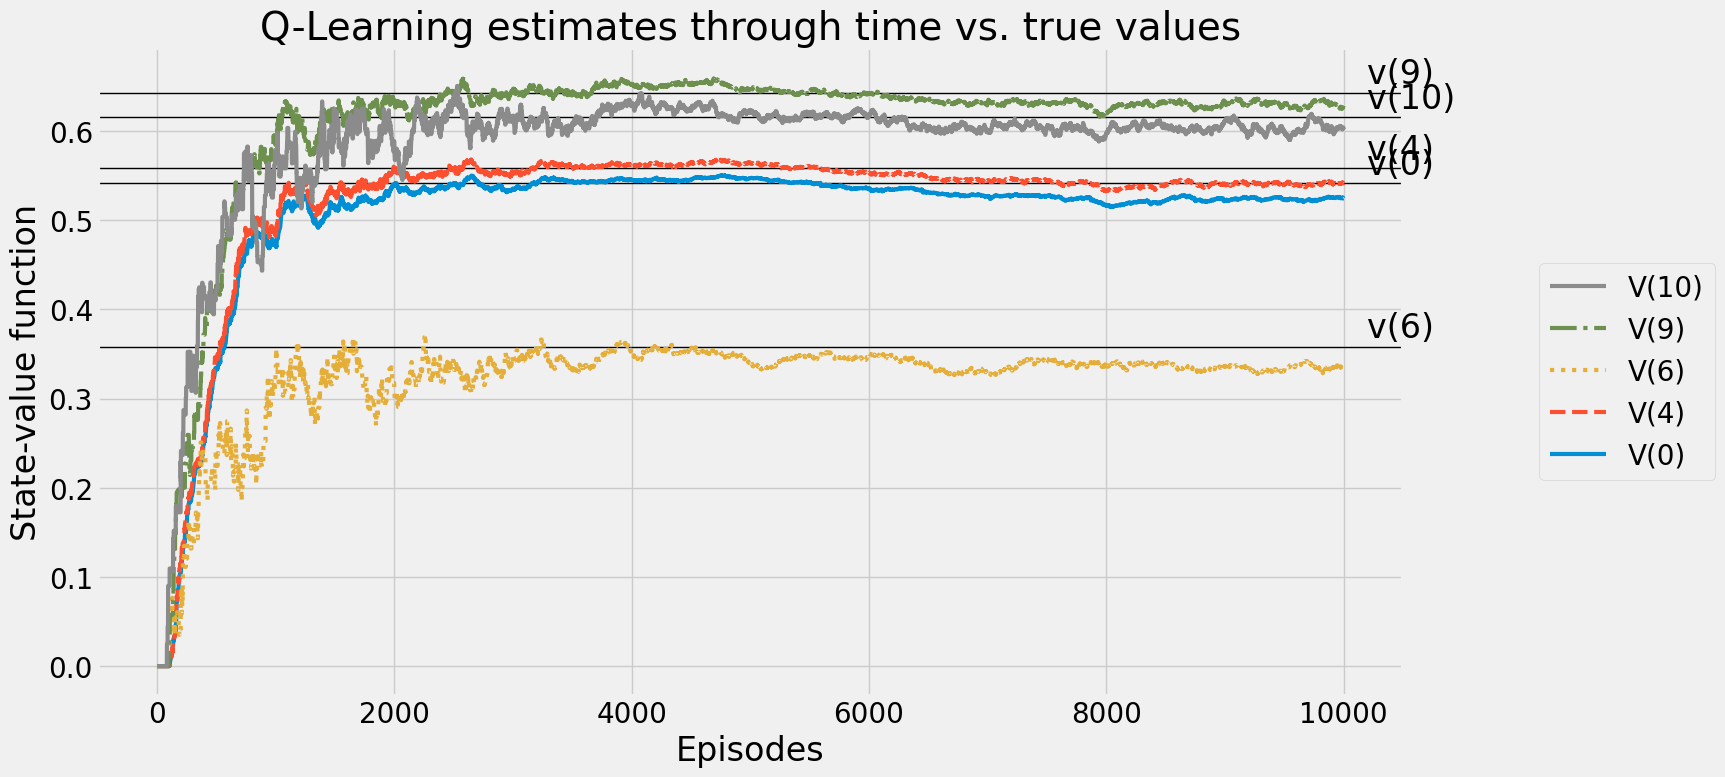 Q-Learning estimates through time vs. true values
v(9)
v(10)
v(4)
v(0)
v(6)
State-value function
0.6
0.5
0.4
0.3
0.2
0.1
0.0
0 2000 4000 6000 8000 10000
Episodes
V(10)
V(9)
V(6)
V(4)
V(0)